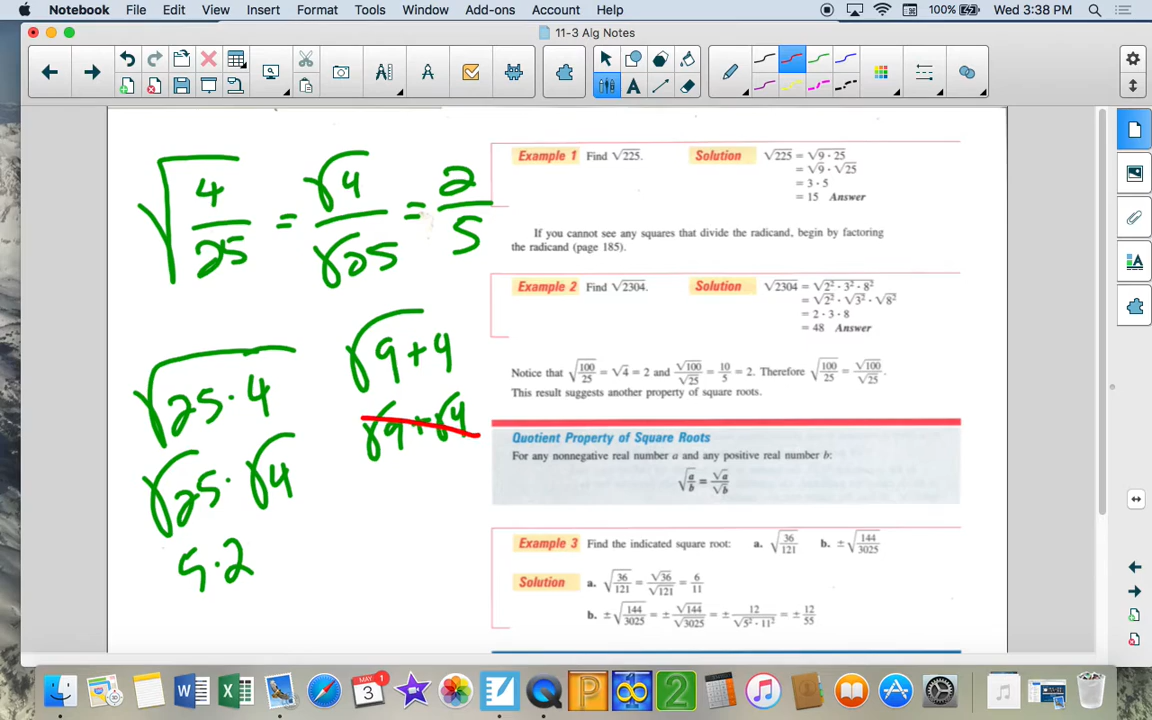 Notebook File Edit View Insert Format Tools Window Add-ons Account Help 100% Wed 3:38 PM
11-3 Alg Notes
√(4/25) = √4/√25 = 2/5
√(25·4)
√25·√4
5·2
√(9+4)
√9+√4
Example 1 Find √225. Solution √225 = √(9 · 25)
= √9 · √25
= 3 · 5
= 15 Answer
If you cannot see any squares that divide the radicand, begin by factoring
the radicand (page 185).
Example 2 Find √2304. Solution √2304 = √(2² · 3² · 8²)
= √2² · √3² · √8²
= 2 · 3 · 8
= 48 Answer
Notice that √(100/25) = √4 = 2 and √100/√25 = 10/5 = 2. Therefore √(100/25) = √100/√25.
This result suggests another property of square roots.
Quotient Property of Square Roots
For any nonnegative real number a and any positive real number b:
√(a/b) = √a/√b
Example 3 Find the indicated square root: a. √(36/121) b. ±√(144/3025)
Solution a. √(36/121) = √36/√121 = 6/11
b. ±√(144/3025) = ± √144/√3025 = ± 12/√(5² · 11²) = ± 12/55
MAY
3